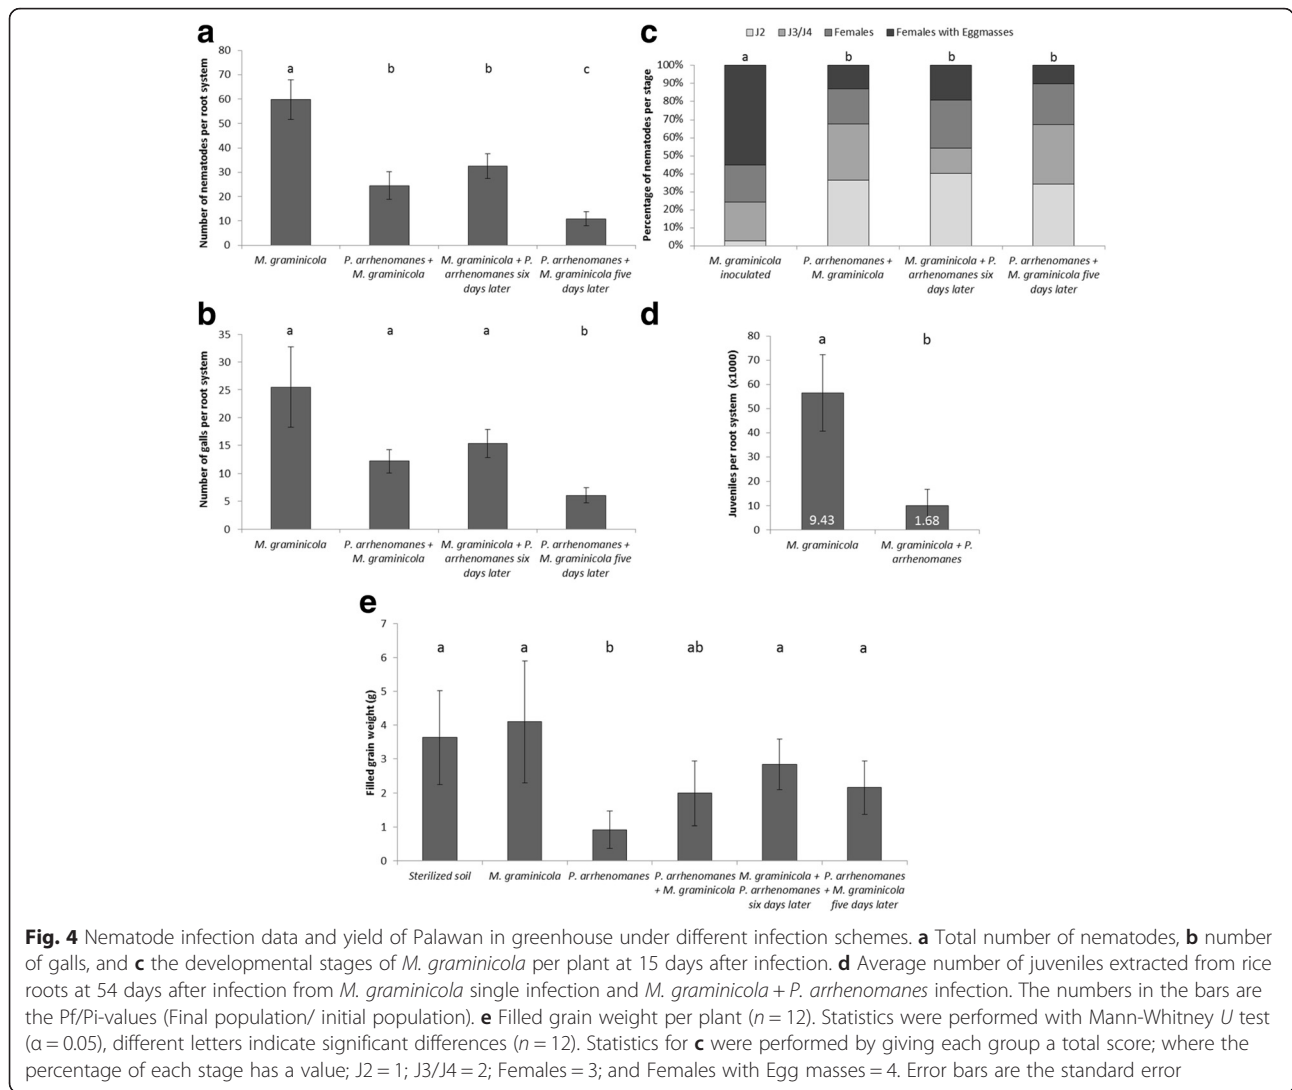 a
Number of nematodes per root system
80
70
60
50
40
30
20
10
0
a
b
b
c
M. graminicola
P. arrhenomanes +
M. graminicola
M. graminicola + P.
arrhenomanes six
days later
P. arrhenomanes +
M. graminicola five
days later
c
J2
J3/J4
Females
Females with Eggmasses
Percentage of nematodes per stage
100%
90%
80%
70%
60%
50%
40%
30%
20%
10%
0%
a
b
b
b
M. graminicola
inoculated
P. arrhenomanes +
M. graminicola
M. graminicola + P.
arrhenomanes six
days later
P. arrhenomanes +
M. graminicola five
days later
b
Number of galls per root system
35
30
25
20
15
10
5
0
a
a
a
b
M. graminicola
P. arrhenomanes +
M. graminicola
M. graminicola + P.
arrhenomanes six
days later
P. arrhenomanes +
M. graminicola five
days later
d
Juveniles per root system (x1000)
80
70
60
50
40
30
20
10
0
a
b
9.43
1.68
M. graminicola
M. graminicola + P.
arrhenomanes
e
Filled grain weight (g)
7
6
5
4
3
2
1
0
a
a
b
ab
a
a
Sterilized soil
M. graminicola
P. arrhenomanes
P. arrhenomanes
+ M. graminicola
M. graminicola +
P. arrhenomanes
six days later
P. arrhenomanes
+ M. graminicola
five days later
Fig. 4 Nematode infection data and yield of Palawan in greenhouse under different infection schemes. a Total number of nematodes, b number
of galls, and c the developmental stages of M. graminicola per plant at 15 days after infection. d Average number of juveniles extracted from rice
roots at 54 days after infection from M. graminicola single infection and M. graminicola + P. arrhenomanes infection. The numbers in the bars are
the Pf/Pi-values (Final population/ initial population). e Filled grain weight per plant (n = 12). Statistics were performed with Mann-Whitney U test
(α = 0.05), different letters indicate significant differences (n = 12). Statistics for c were performed by giving each group a total score; where the
percentage of each stage has a value; J2 = 1; J3/J4 = 2; Females = 3; and Females with Egg masses = 4. Error bars are the standard error